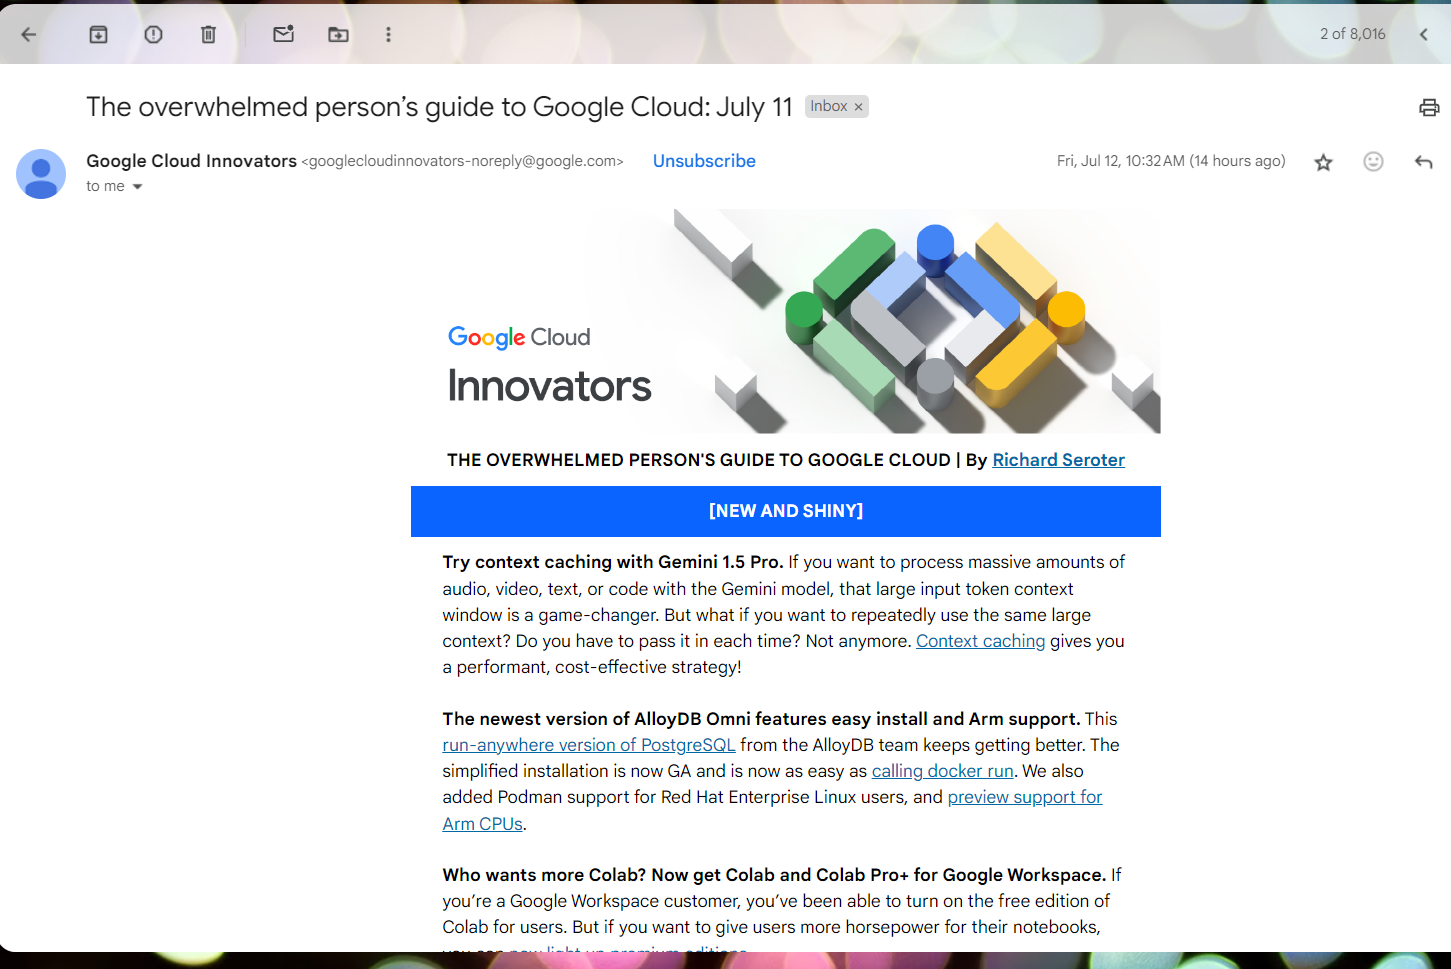 2 of 8,016
The overwhelmed person’s guide to Google Cloud: July 11 Inbox ×
Google Cloud Innovators <googlecloudinnovators-noreply@google.com> Unsubscribe Fri, Jul 12, 10:32 AM (14 hours ago)
to me
Google Cloud
Innovators
THE OVERWHELMED PERSON'S GUIDE TO GOOGLE CLOUD | By Richard Seroter
[NEW AND SHINY]
Try context caching with Gemini 1.5 Pro. If you want to process massive amounts of
audio, video, text, or code with the Gemini model, that large input token context
window is a game-changer. But what if you want to repeatedly use the same large
context? Do you have to pass it in each time? Not anymore. Context caching gives you
a performant, cost-effective strategy!
The newest version of AlloyDB Omni features easy install and Arm support. This
run-anywhere version of PostgreSQL from the AlloyDB team keeps getting better. The
simplified installation is now GA and is now as easy as calling docker run. We also
added Podman support for Red Hat Enterprise Linux users, and preview support for
Arm CPUs.
Who wants more Colab? Now get Colab and Colab Pro+ for Google Workspace. If
you’re a Google Workspace customer, you’ve been able to turn on the free edition of
Colab for users. But if you want to give users more horsepower for their notebooks,
you can now light up premium editions.